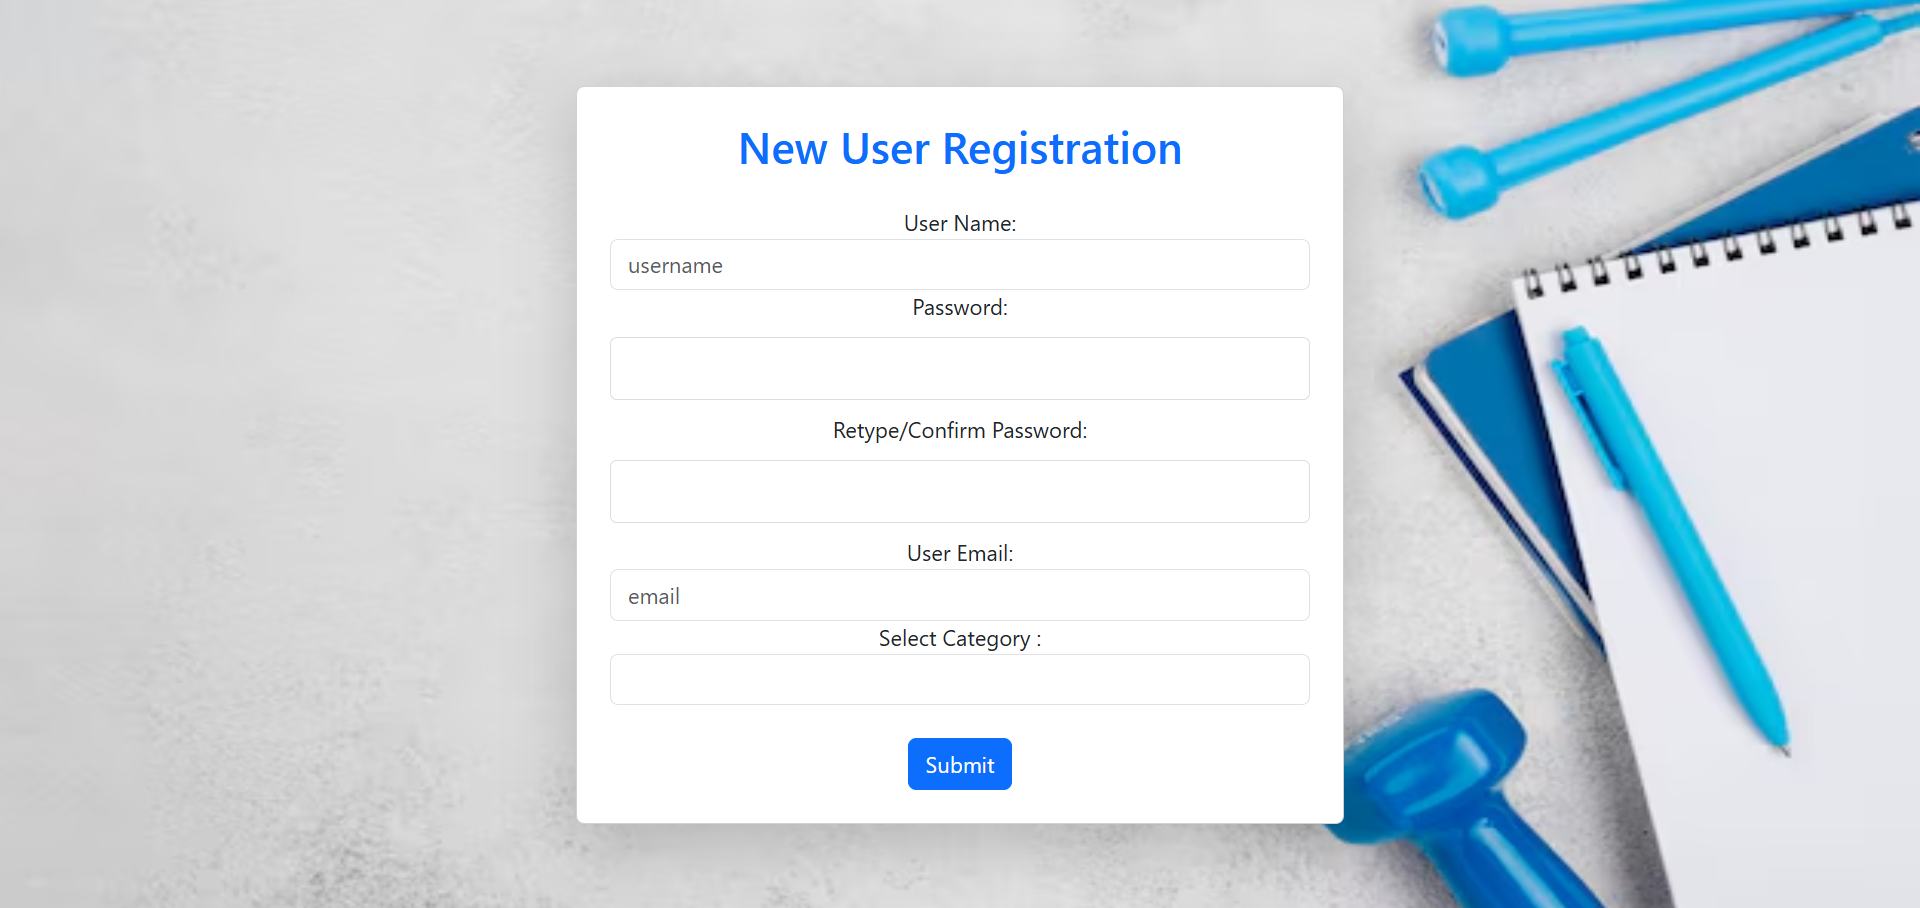 New User Registration
User Name:
username
Password:
Retype/Confirm Password:
User Email:
email
Select Category :
Submit